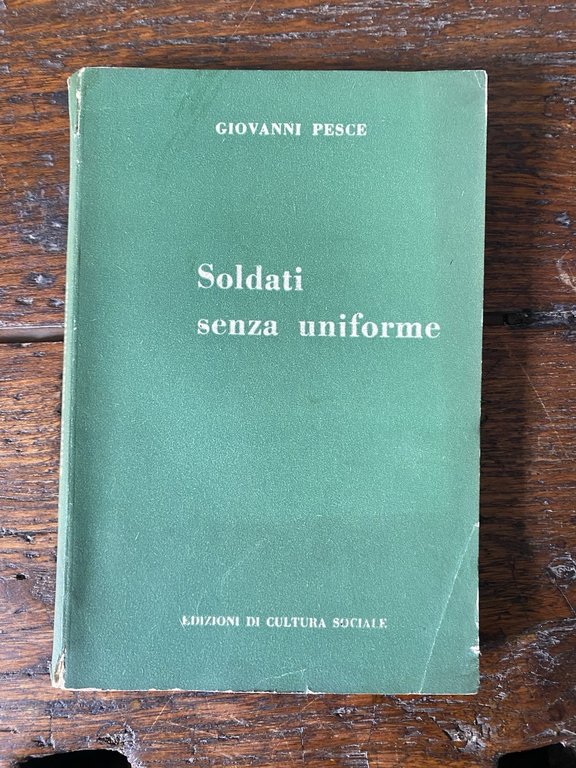 GIOVANNI PESCE
Soldati
senza uniforme
EDIZIONI DI CULTURA SOCIALE